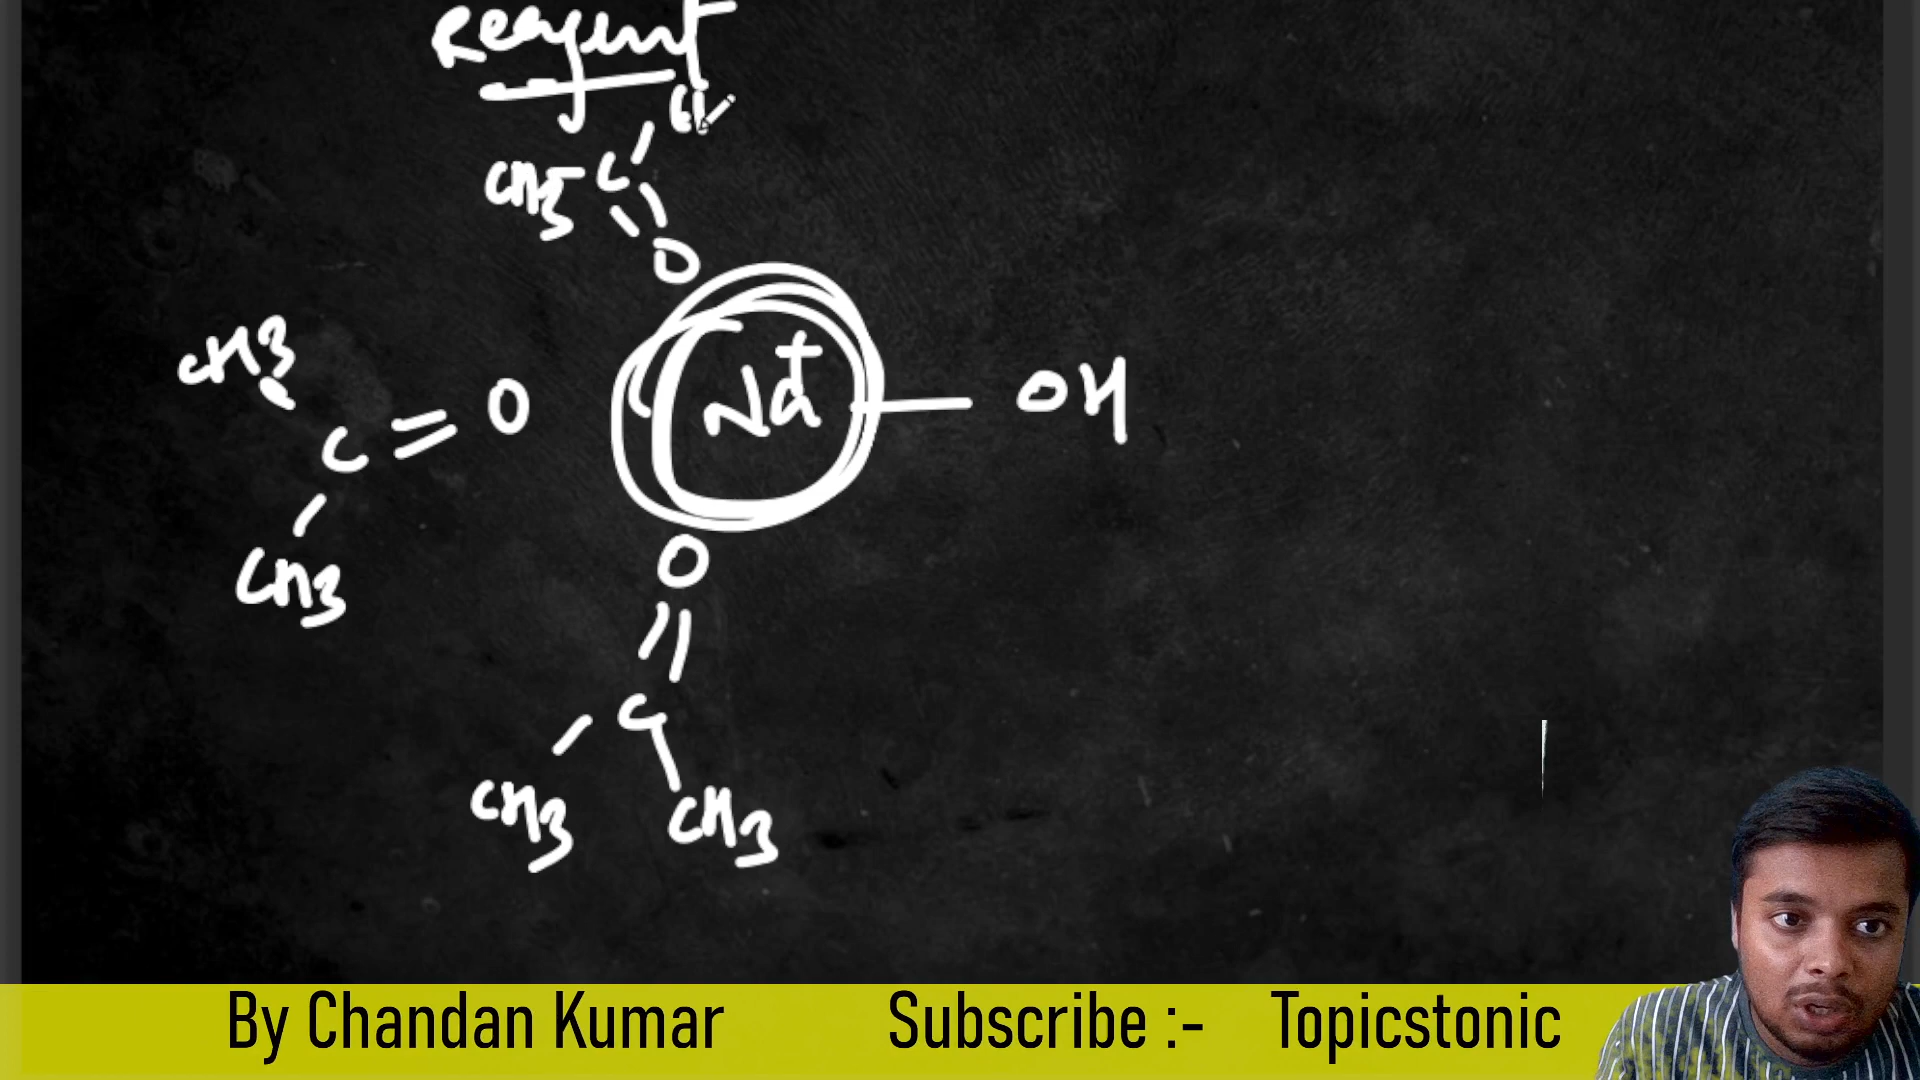 Reagent
CH3 - C
O
Na+
OH
CH3
C = O
CH3
O
C
CH3 CH3
By Chandan Kumar Subscribe :- Topicstonic